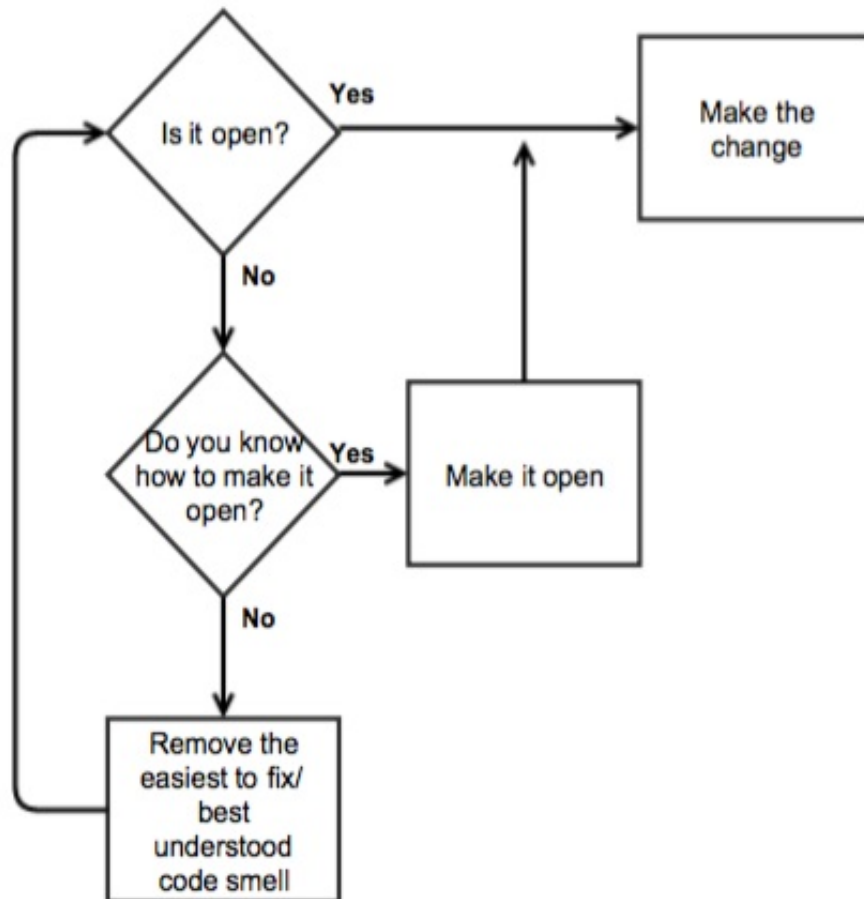 Is it open?
Yes
Make the
change
No
Do you know
how to make it
open?
Yes
Make it open
No
Remove the
easiest to fix/
best
understood
code smell